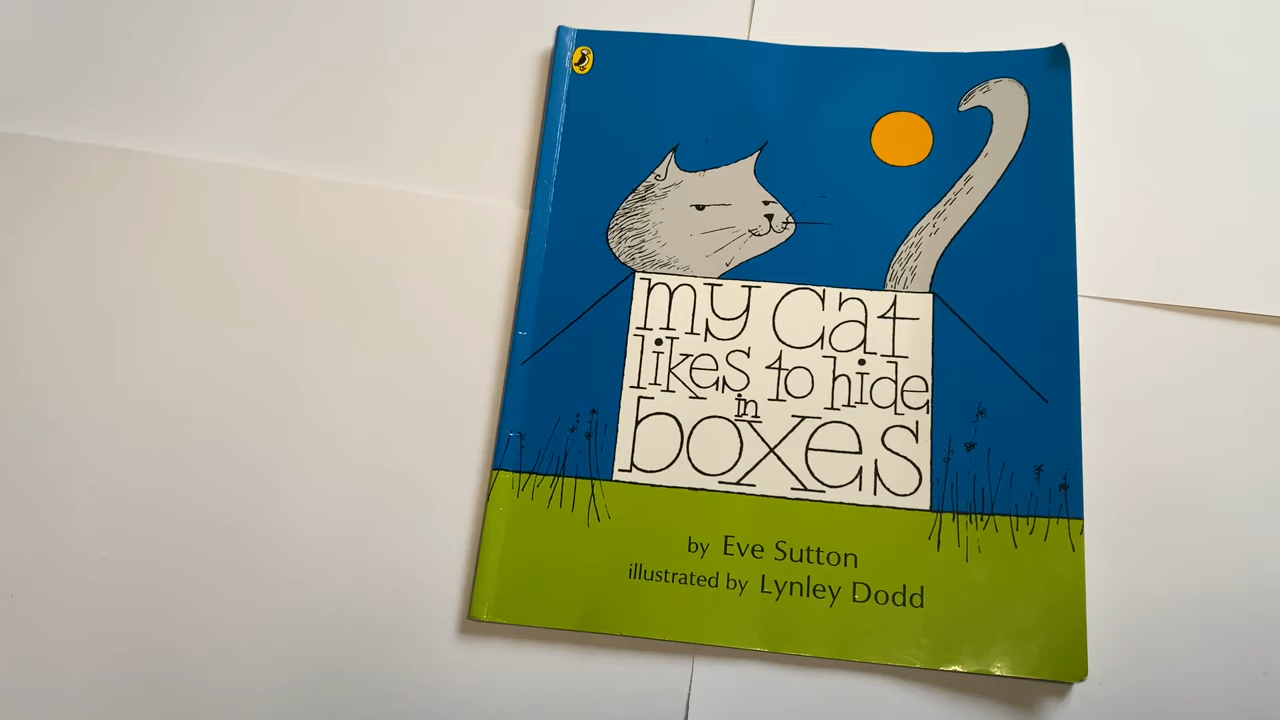 my cat
likes to hide
in
boxes
by Eve Sutton
illustrated by Lynley Dodd